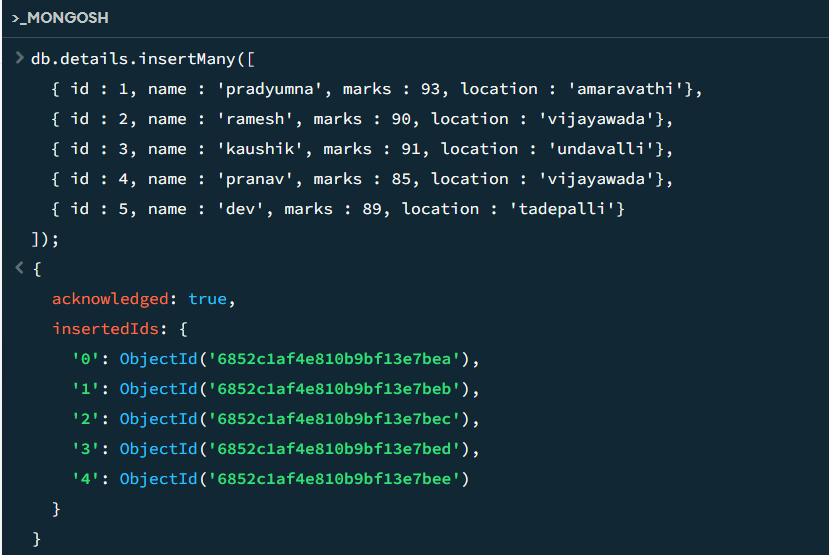 >_MONGOSH
> db.details.insertMany([
{ id : 1, name : 'pradyumna', marks : 93, location : 'amaravathi'},
{ id : 2, name : 'ramesh', marks : 90, location : 'vijayawada'},
{ id : 3, name : 'kaushik', marks : 91, location : 'undavalli'},
{ id : 4, name : 'pranav', marks : 85, location : 'vijayawada'},
{ id : 5, name : 'dev', marks : 89, location : 'tadepalli'}
]);
< {
acknowledged: true,
insertedIds: {
'0': ObjectId('6852c1af4e810b9bf13e7bea'),
'1': ObjectId('6852c1af4e810b9bf13e7beb'),
'2': ObjectId('6852c1af4e810b9bf13e7bec'),
'3': ObjectId('6852c1af4e810b9bf13e7bed'),
'4': ObjectId('6852c1af4e810b9bf13e7bee')
}
}